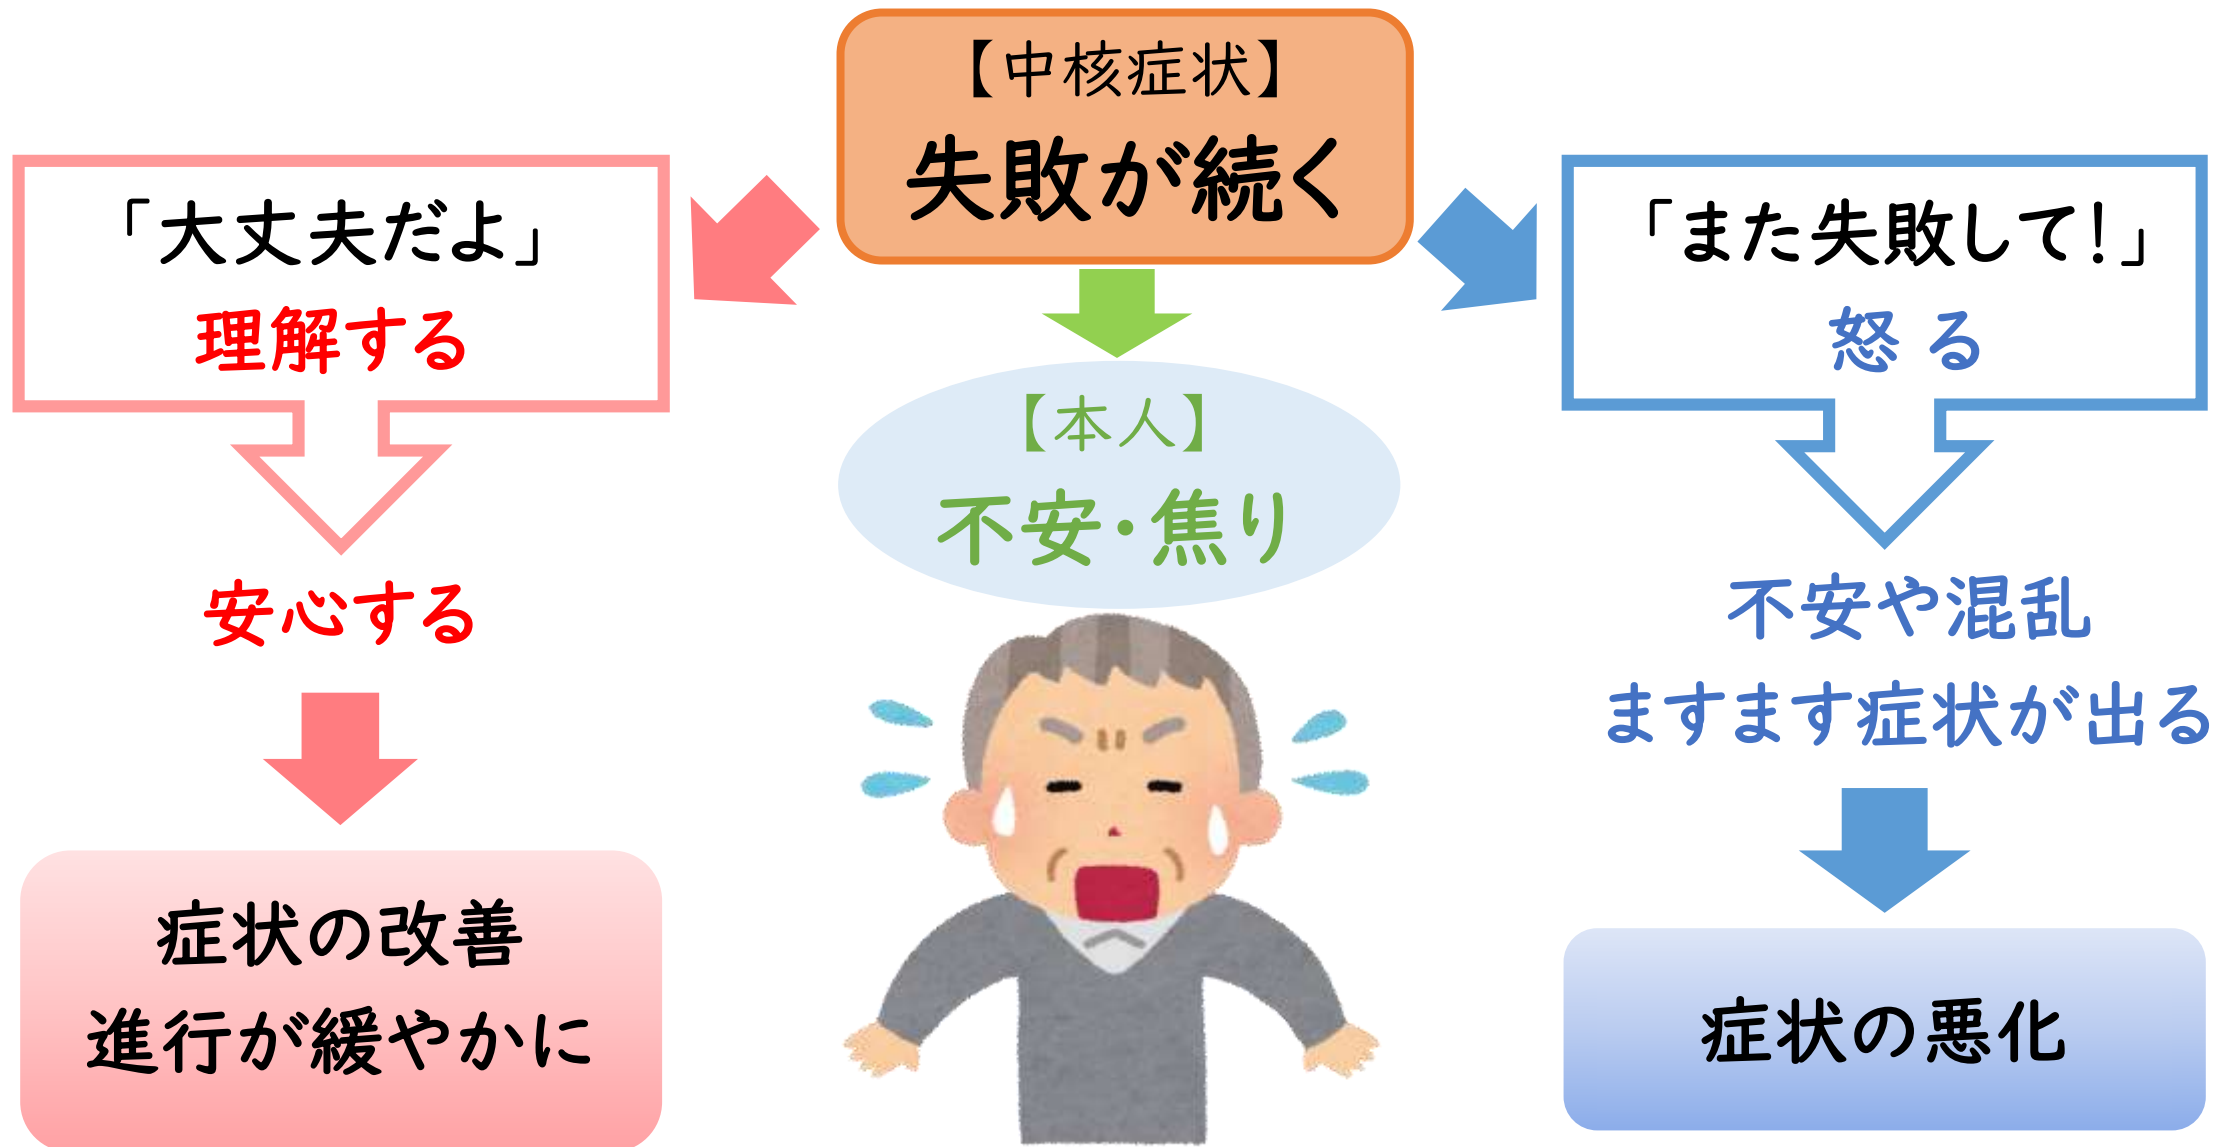 【中核症状】
失敗が続く
「大丈夫だよ」
理解する
安心する
症状の改善
進行が緩やかに
【本人】
不安・焦り
「また失敗して!」
怒る
不安や混乱
ますます症状が出る
症状の悪化